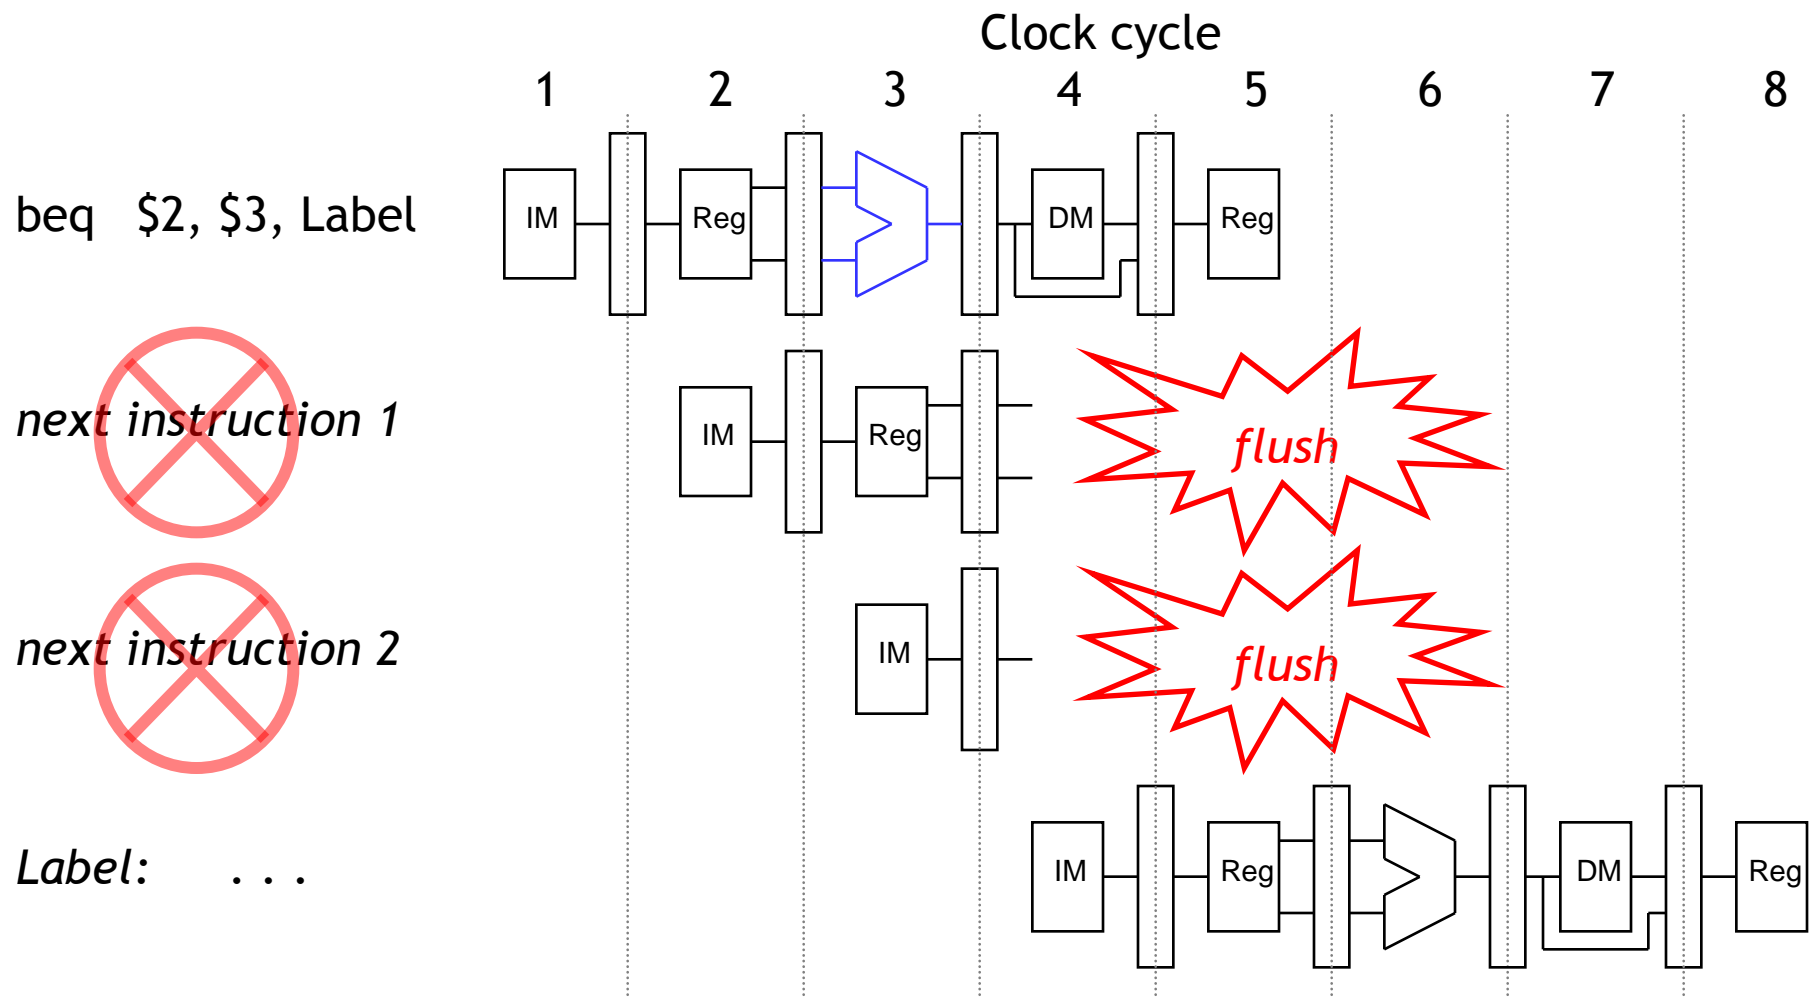 Clock cycle
1 2 3 4 5 6 7 8
beq $2, $3, Label IM Reg DM Reg
next instruction 1 IM Reg flush
next instruction 2 IM flush
Label: . . . IM Reg DM Reg